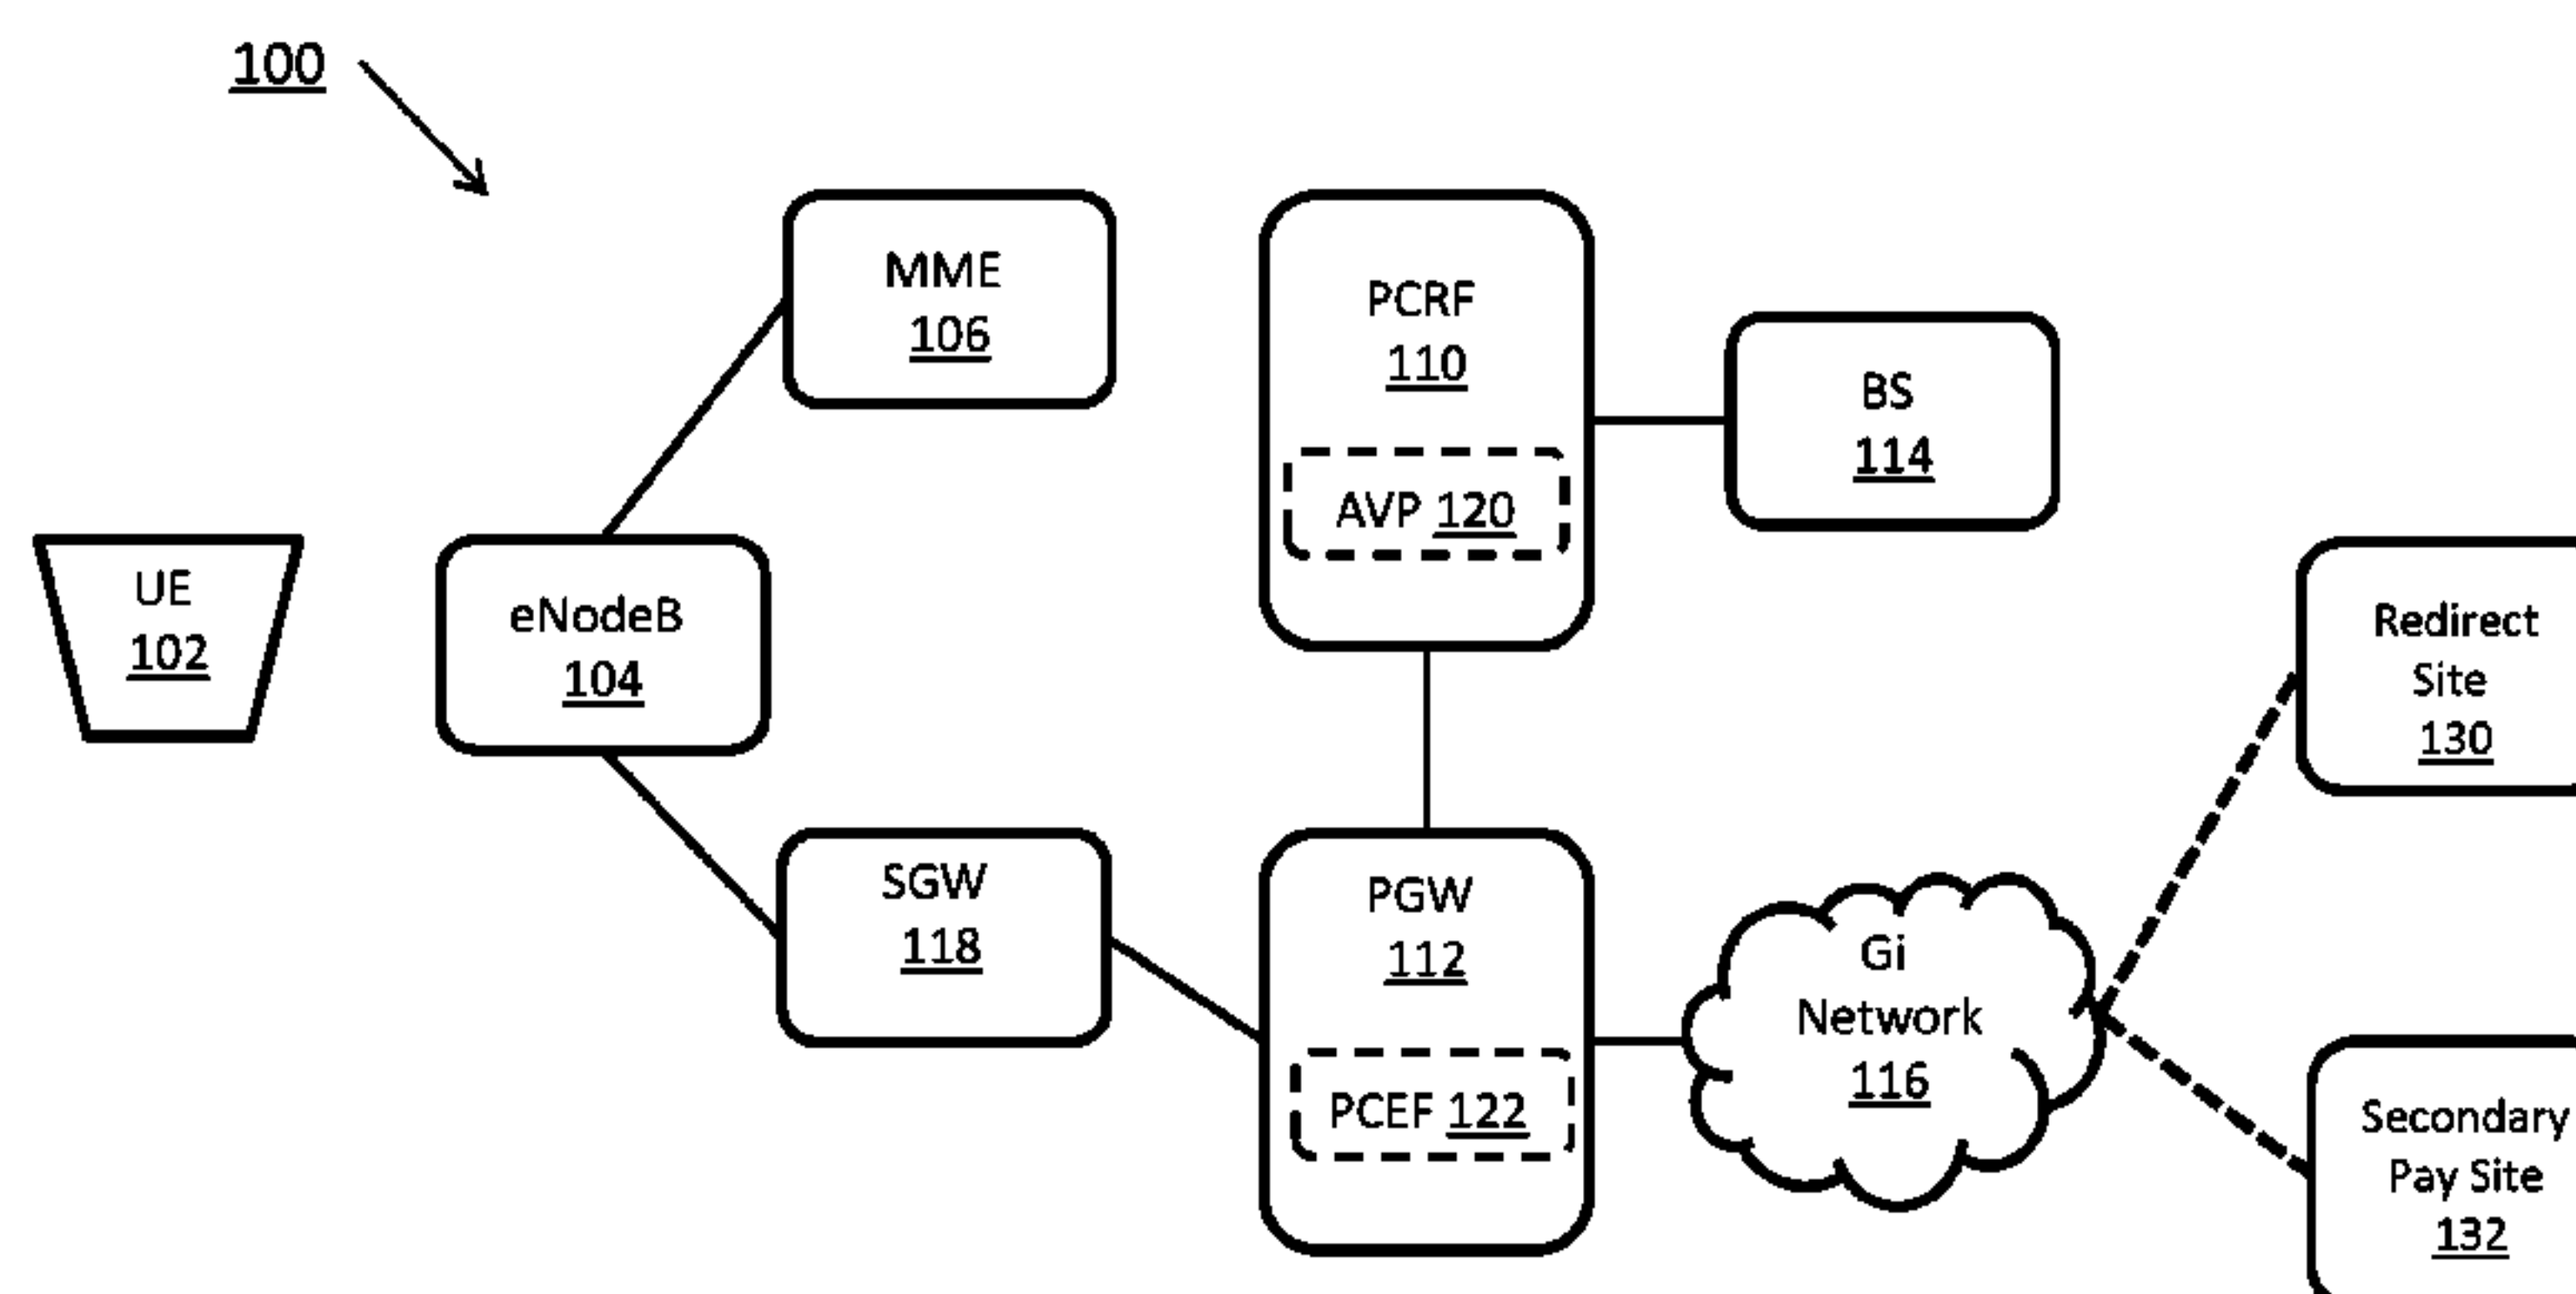 100
MME
106
PCRF
110
AVP 120
BS
114
UE
102
eNodeB
104
Redirect
Site
130
SGW
118
PGW
112
PCEF 122
Gi
Network
116
Secondary
Pay Site
132